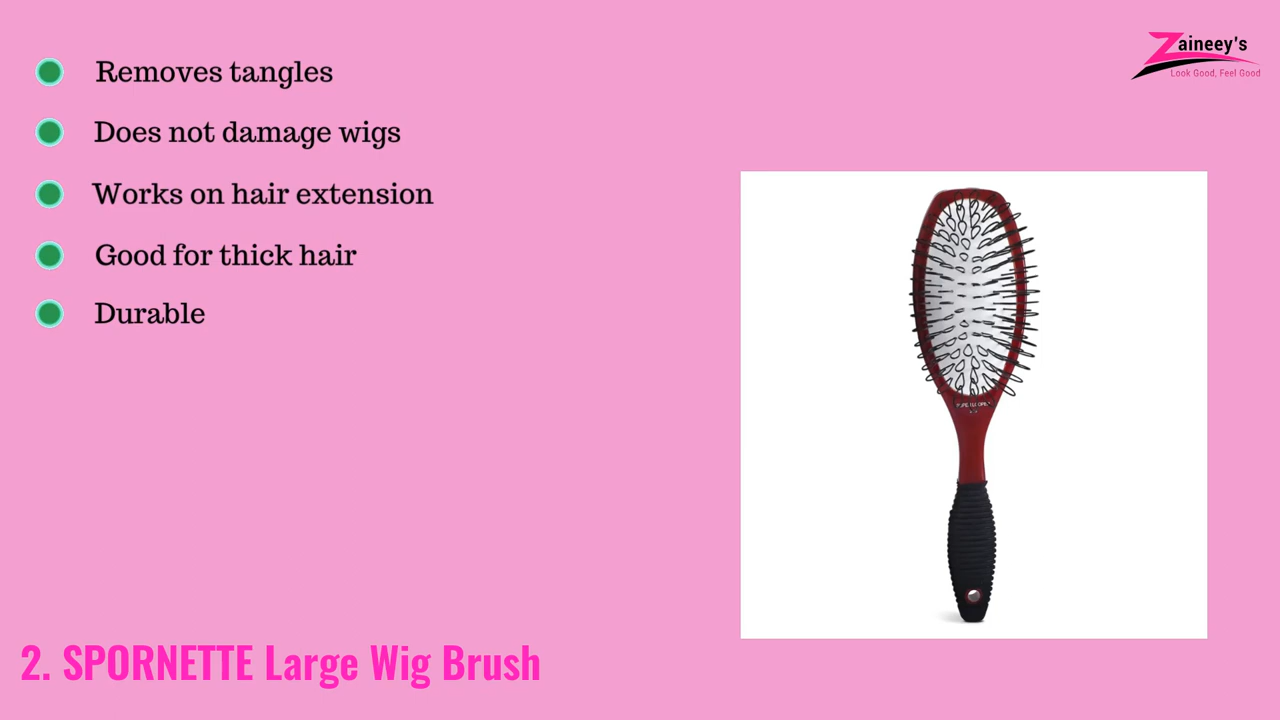 Zaineey's
Look Good, Feel Good
Removes tangles
Does not damage wigs
Works on hair extension
Good for thick hair
Durable
2. SPORNETTE Large Wig Brush